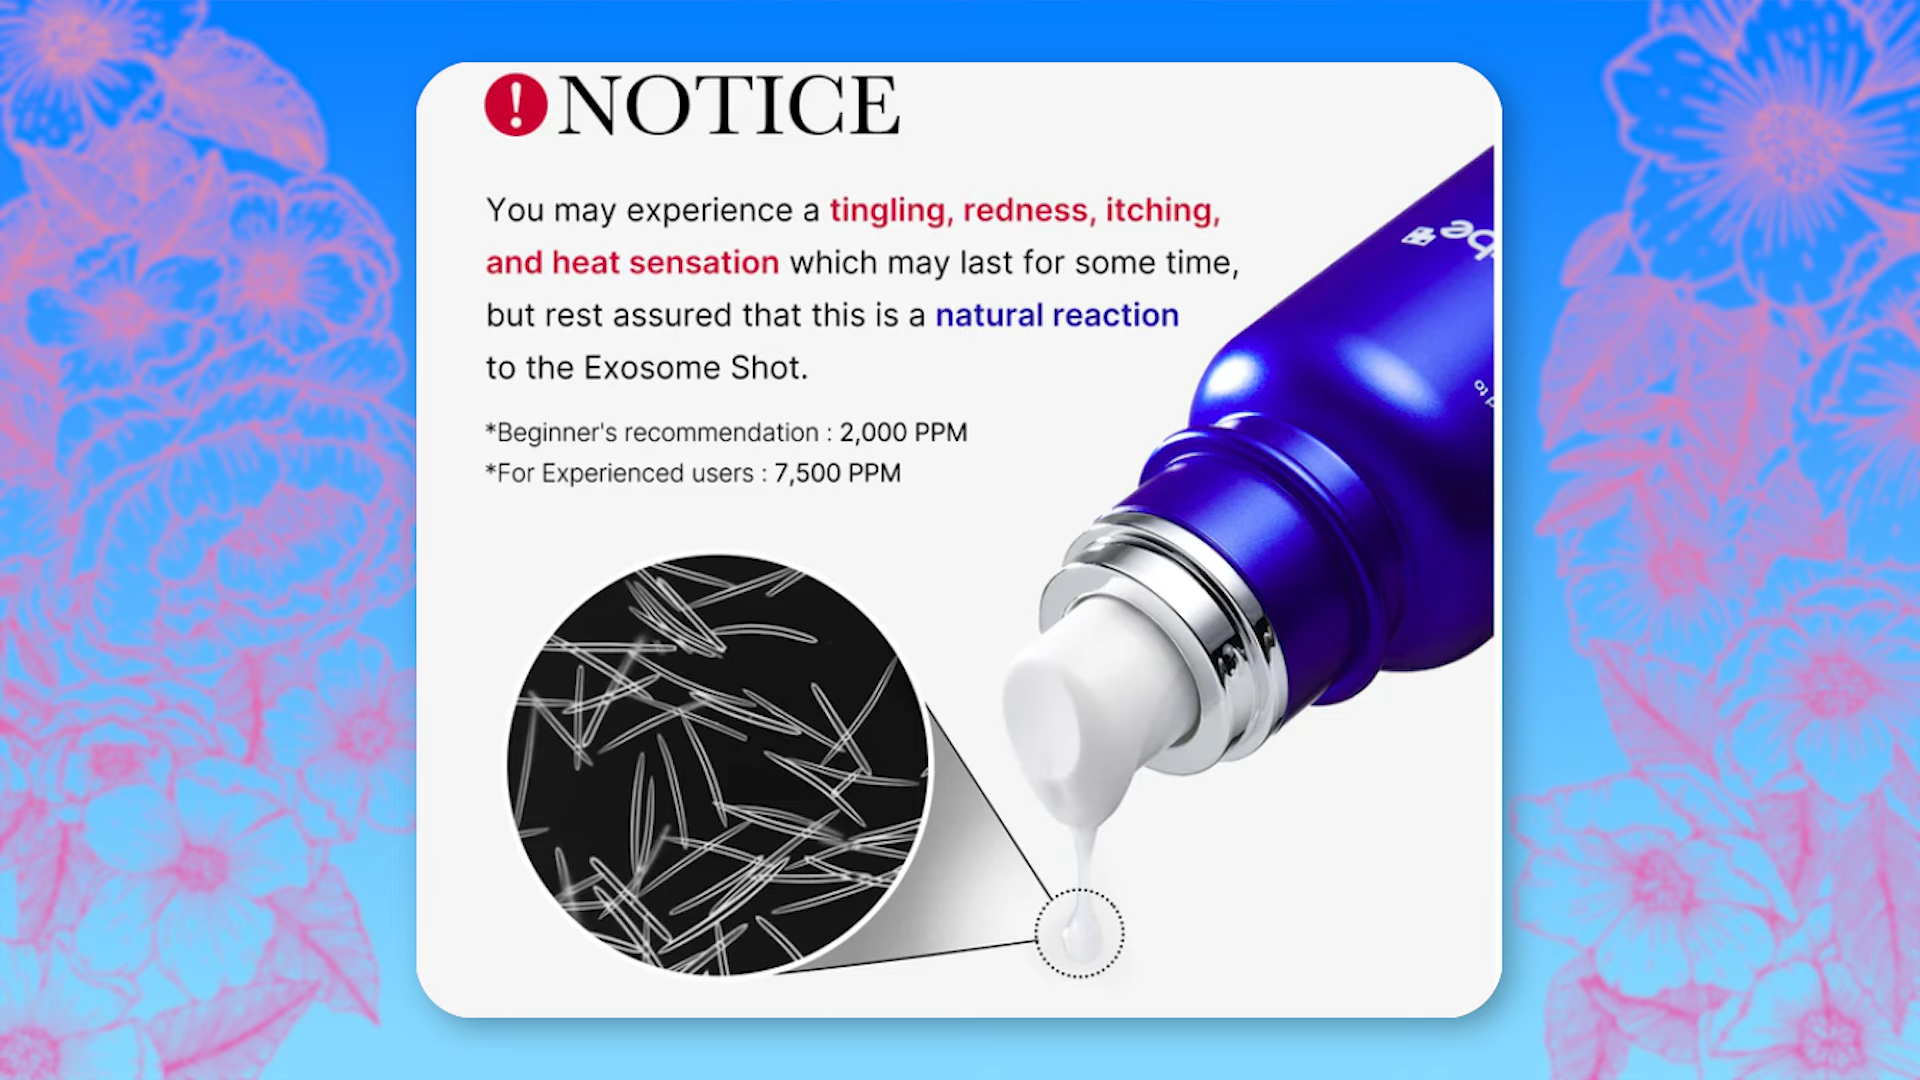 NOTICE
You may experience a tingling, redness, itching,
and heat sensation which may last for some time,
but rest assured that this is a natural reaction
to the Exosome Shot.
*Beginner's recommendation : 2,000 PPM
*For Experienced users : 7,500 PPM